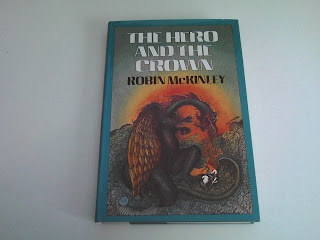 THE HERO
AND THE
CROWN
ROBIN McKINLEY